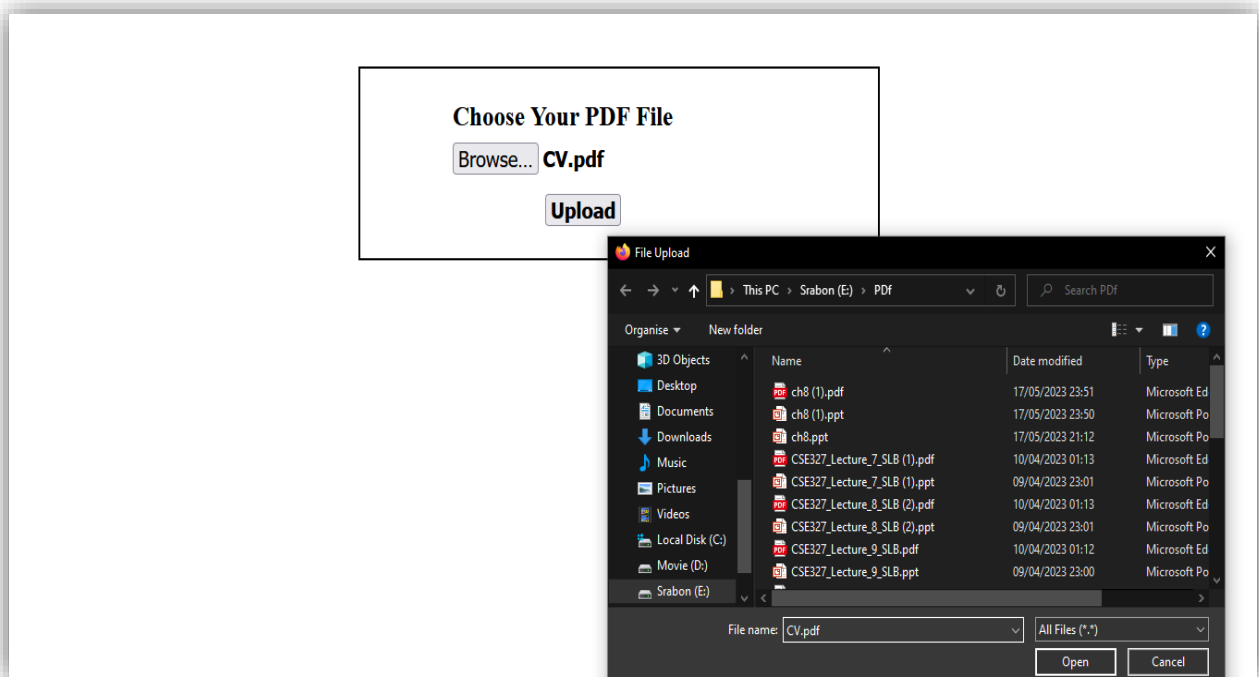 Choose Your PDF File
Browse... CV.pdf
Upload
File Upload
This PC > Srabon (E:) > PDf
Search PDf
Organise New folder
Name Date modified Type
3D Objects
Desktop
Documents
Downloads
Music
Pictures
Videos
Local Disk (C:)
Movie (D:)
Srabon (E:)
ch8 (1).pdf 17/05/2023 23:51 Microsoft Ed
ch8 (1).ppt 17/05/2023 23:50 Microsoft Po
ch8.ppt 17/05/2023 21:12 Microsoft Po
CSE327_Lecture_7_SLB (1).pdf 10/04/2023 01:13 Microsoft Ed
CSE327_Lecture_7_SLB (1).ppt 09/04/2023 23:01 Microsoft Po
CSE327_Lecture_8_SLB (2).pdf 10/04/2023 01:13 Microsoft Ed
CSE327_Lecture_8_SLB (2).ppt 09/04/2023 23:01 Microsoft Po
CSE327_Lecture_9_SLB.pdf 10/04/2023 01:12 Microsoft Ed
CSE327_Lecture_9_SLB.ppt 09/04/2023 23:00 Microsoft Po
File name: CV.pdf All Files (*.*)
Open Cancel